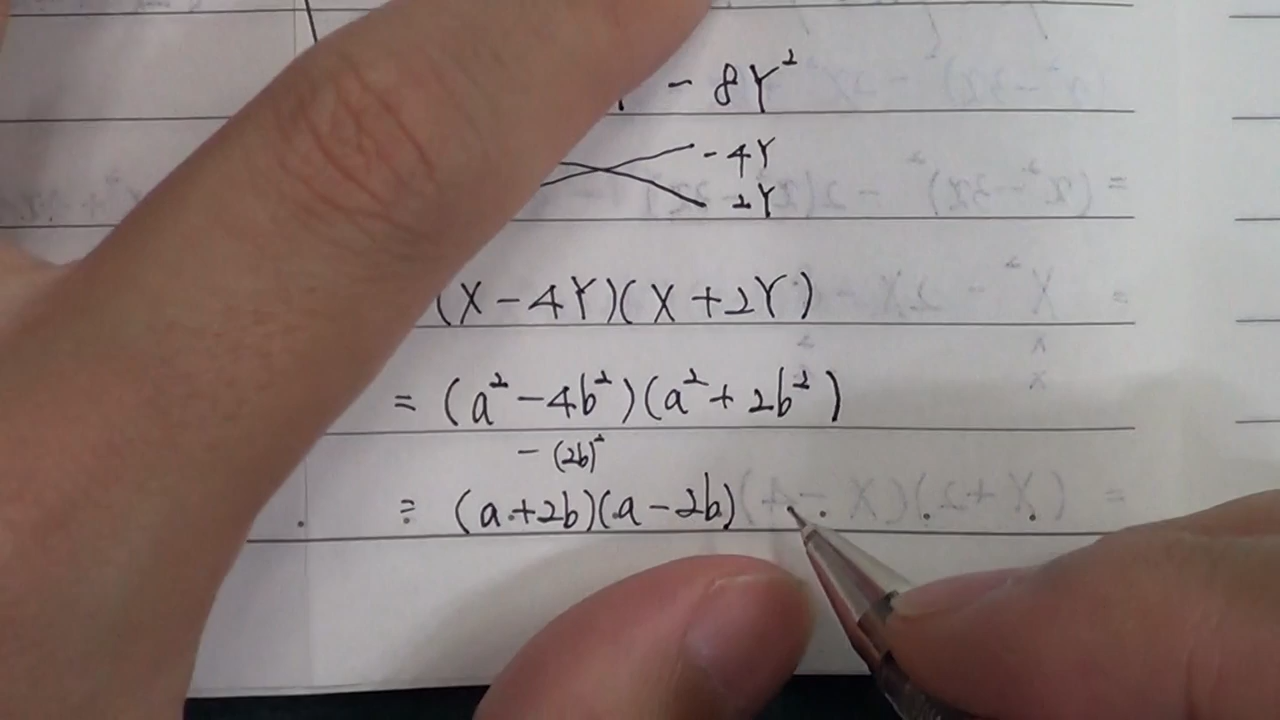 - 8Y²
-4Y
2Y
(X-4Y)(X+2Y)
= (a²-4b²)(a²+2b²)
-(2b)²
= (a+2b)(a-2b)